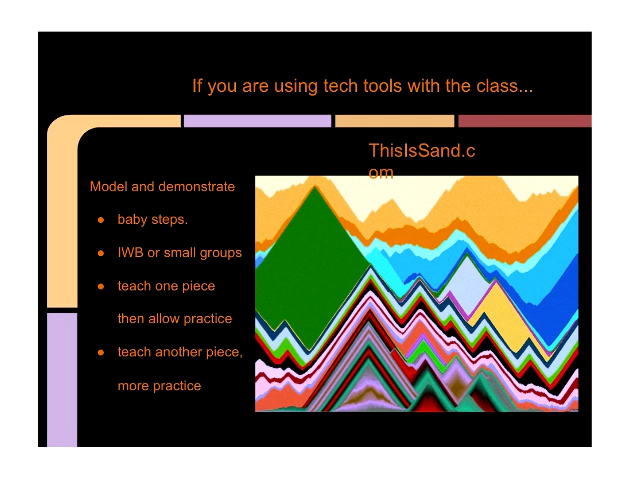 If you are using tech tools with the class...
ThisIsSand.c
om
Model and demonstrate
● baby steps.
● IWB or small groups
● teach one piece
then allow practice
● teach another piece,
more practice